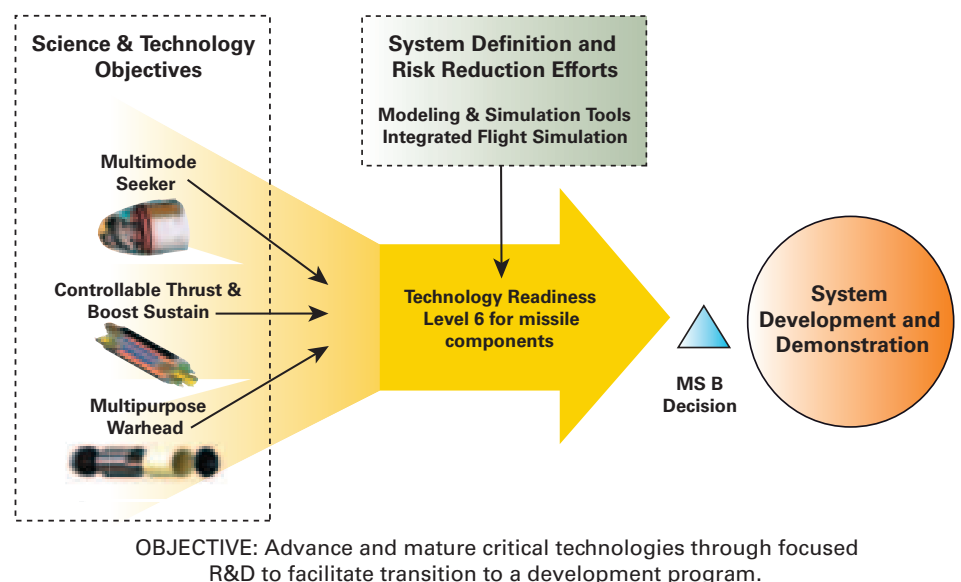 Science & Technology
Objectives
Multimode
Seeker
Controllable Thrust &
Boost Sustain
Multipurpose
Warhead
System Definition and
Risk Reduction Efforts
Modeling & Simulation Tools
Integrated Flight Simulation
Technology Readiness
Level 6 for missile
components
MS B
Decision
System
Development and
Demonstration
OBJECTIVE: Advance and mature critical technologies through focused
R&D to facilitate transition to a development program.